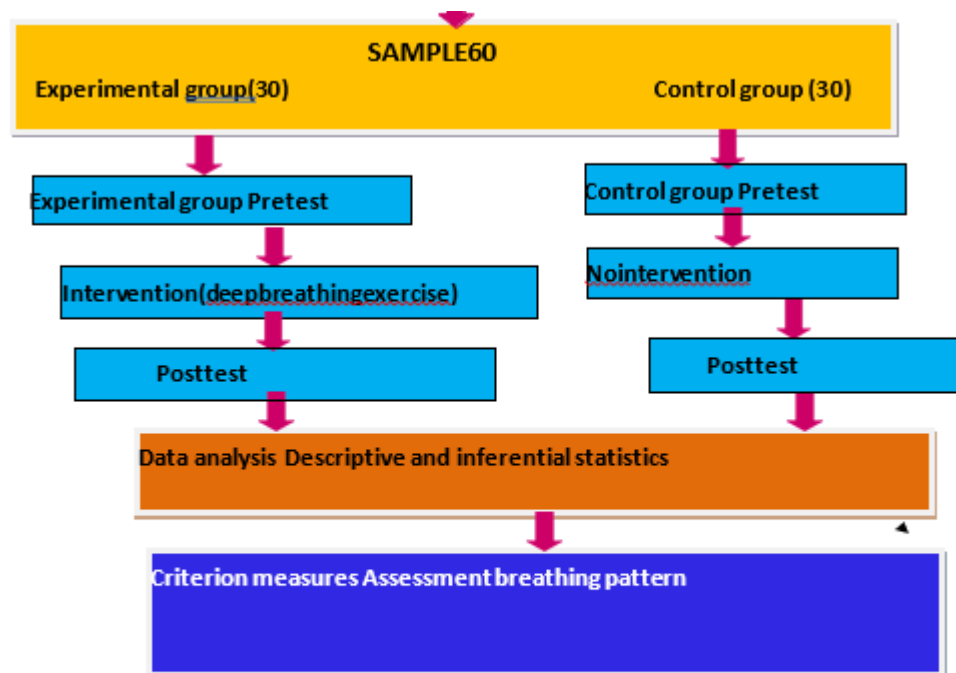 SAMPLE60
Experimental group(30) Control group (30)
Experimental group Pretest
Control group Pretest
Intervention(deepbreathingexercise)
Nointervention
Posttest
Posttest
Data analysis Descriptive and inferential statistics
Criterion measures Assessment breathing pattern